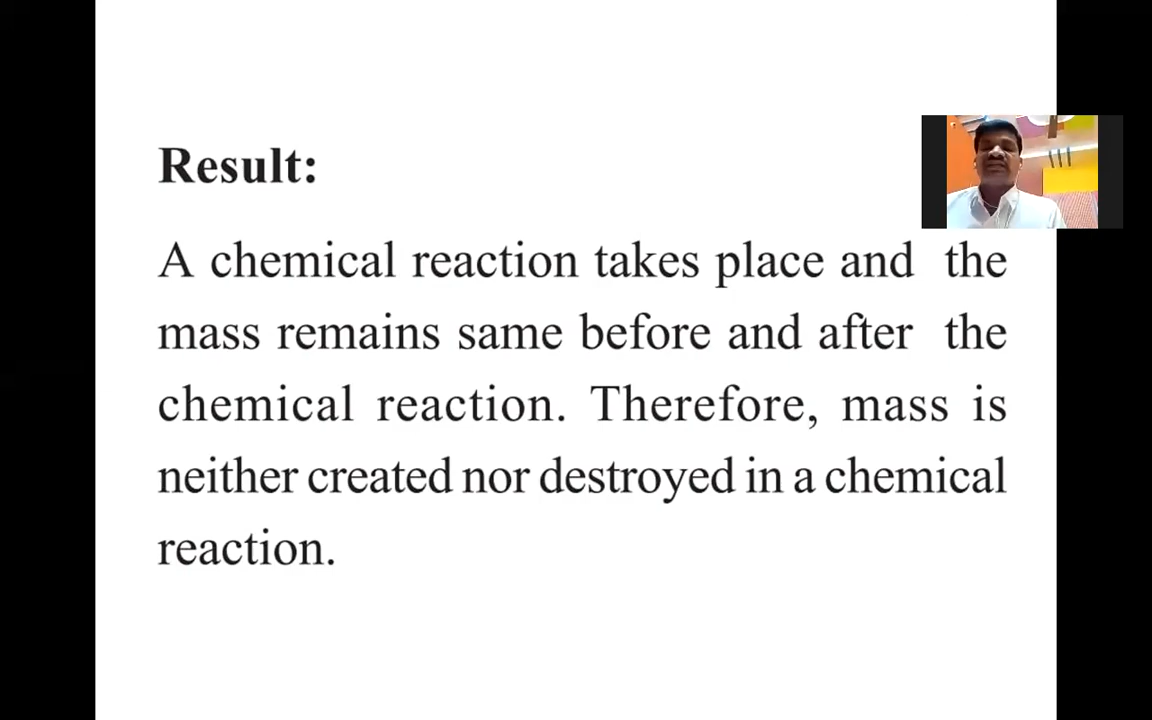 Result:
A chemical reaction takes place and the
mass remains same before and after the
chemical reaction. Therefore, mass is
neither created nor destroyed in a chemical
reaction.